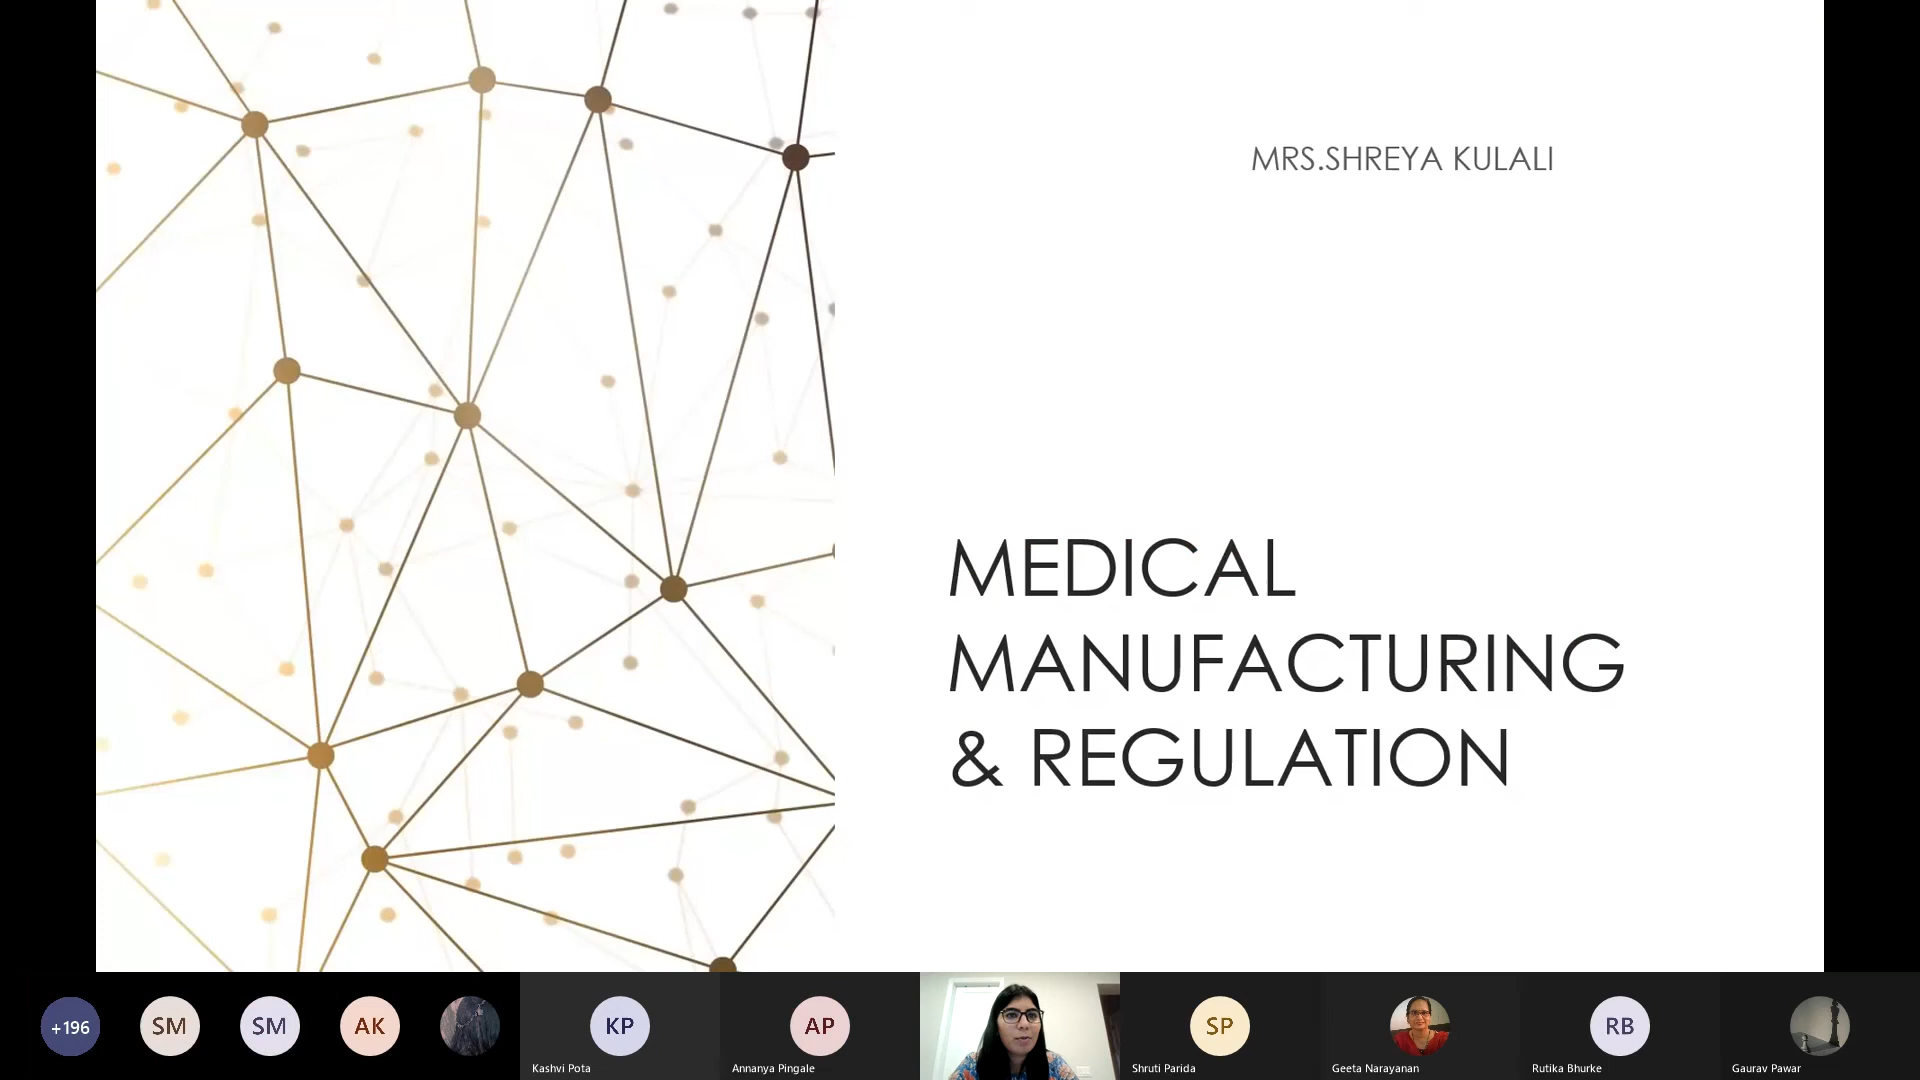 MRS.SHREYA KULALI
MEDICAL
MANUFACTURING
& REGULATION
+196
SM
SM
AK
KP
AP
SP
RB
Kashvi Pota
Annanya Pingale
Shruti Parida
Geeta Narayanan
Rutika Bhurke
Gaurav Pawar